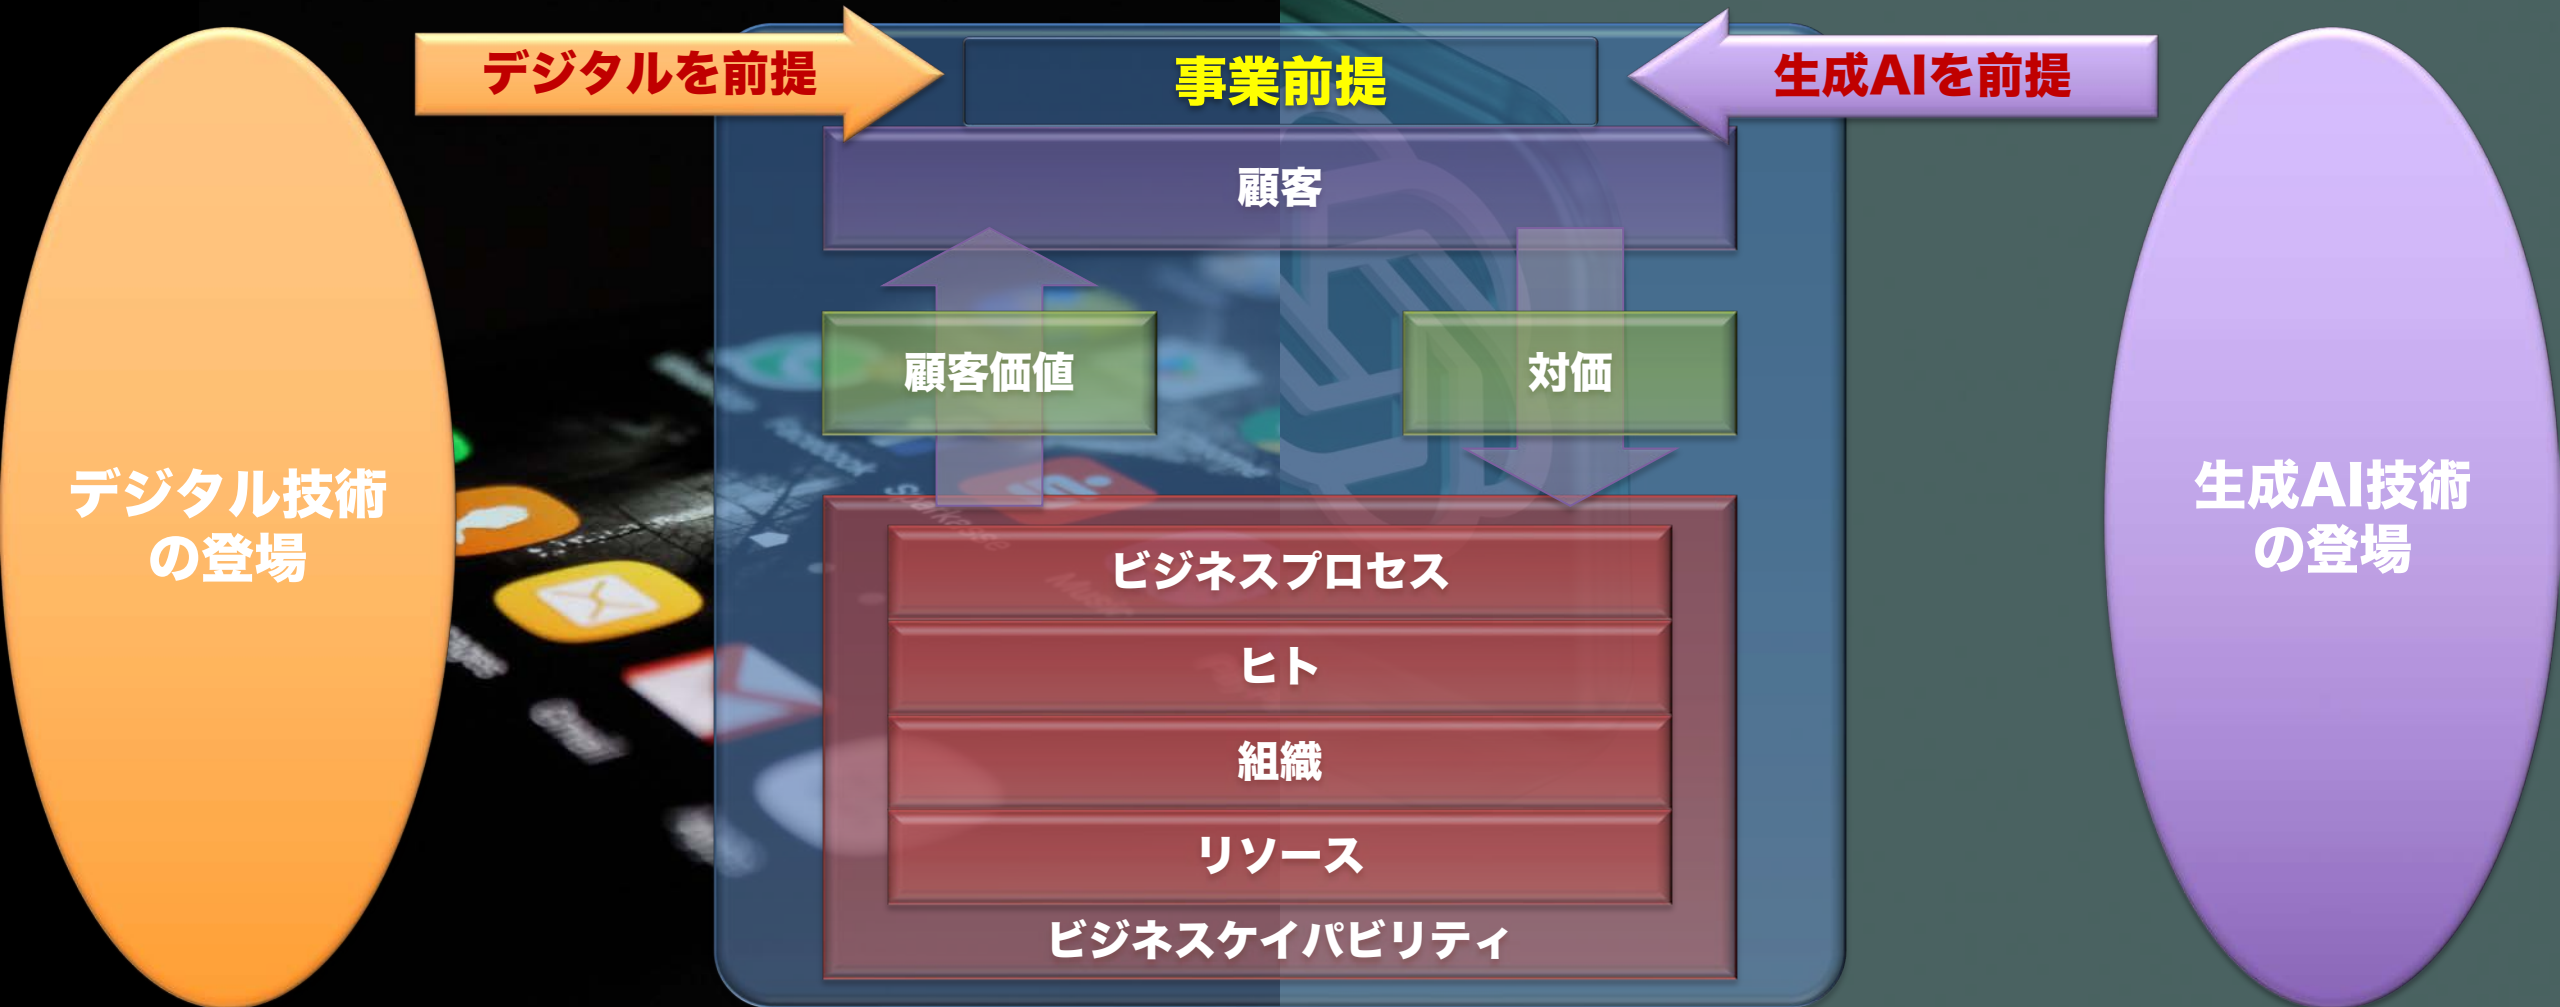 デジタルを前提
事業前提
生成AIを前提
顧客
顧客価値
対価
デジタル技術
の登場
生成AI技術
の登場
ビジネスプロセス
ヒト
組織
リソース
ビジネスケイパビリティ
Facebook
Sparkasse
Music